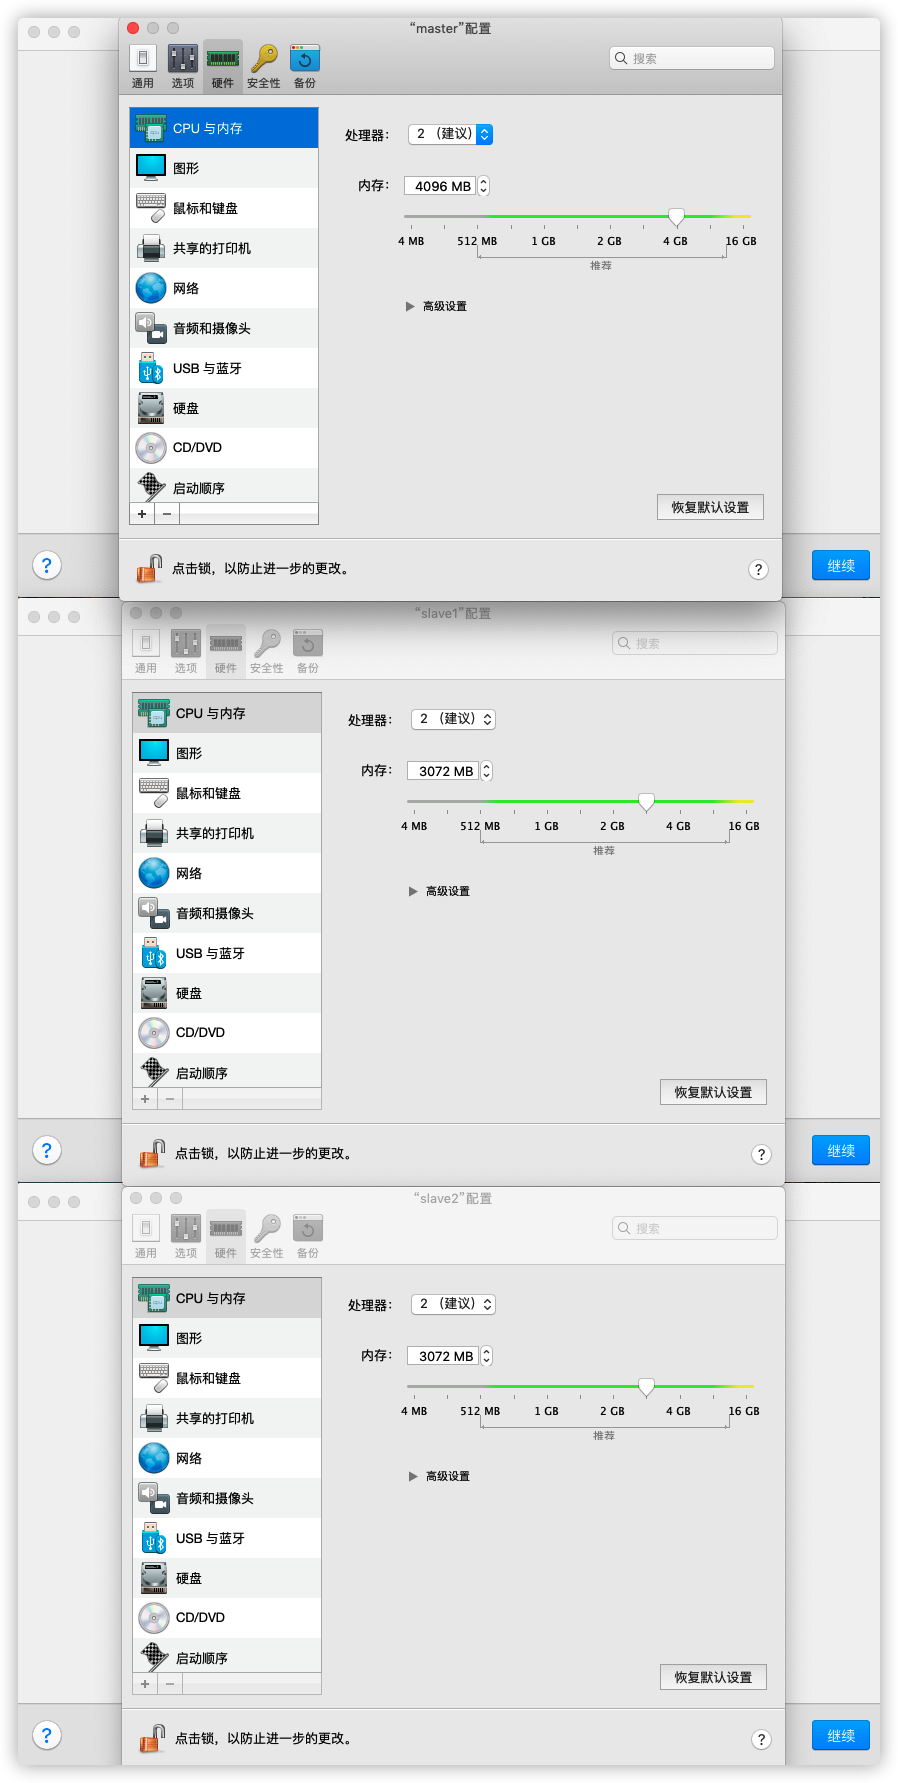 “master”配置
通用 选项 硬件 安全性 备份
搜索
CPU 与内存
图形
鼠标和键盘
共享的打印机
网络
音频和摄像头
USB 与蓝牙
硬盘
CD/DVD
启动顺序
+ −
处理器： 2 （建议）
内存： 4096 MB
4 MB 512 MB 1 GB 2 GB 4 GB 16 GB
推荐
高级设置
恢复默认设置
点击锁，以防止进一步的更改。
?
? 继续
“slave1”配置
通用 选项 硬件 安全性 备份
搜索
CPU 与内存
图形
鼠标和键盘
共享的打印机
网络
音频和摄像头
USB 与蓝牙
硬盘
CD/DVD
启动顺序
+ −
处理器： 2 （建议）
内存： 3072 MB
4 MB 512 MB 1 GB 2 GB 4 GB 16 GB
推荐
高级设置
恢复默认设置
点击锁，以防止进一步的更改。
?
? 继续
“slave2”配置
通用 选项 硬件 安全性 备份
搜索
CPU 与内存
图形
鼠标和键盘
共享的打印机
网络
音频和摄像头
USB 与蓝牙
硬盘
CD/DVD
启动顺序
+ −
处理器： 2 （建议）
内存： 3072 MB
4 MB 512 MB 1 GB 2 GB 4 GB 16 GB
推荐
高级设置
恢复默认设置
点击锁，以防止进一步的更改。
?
? 继续